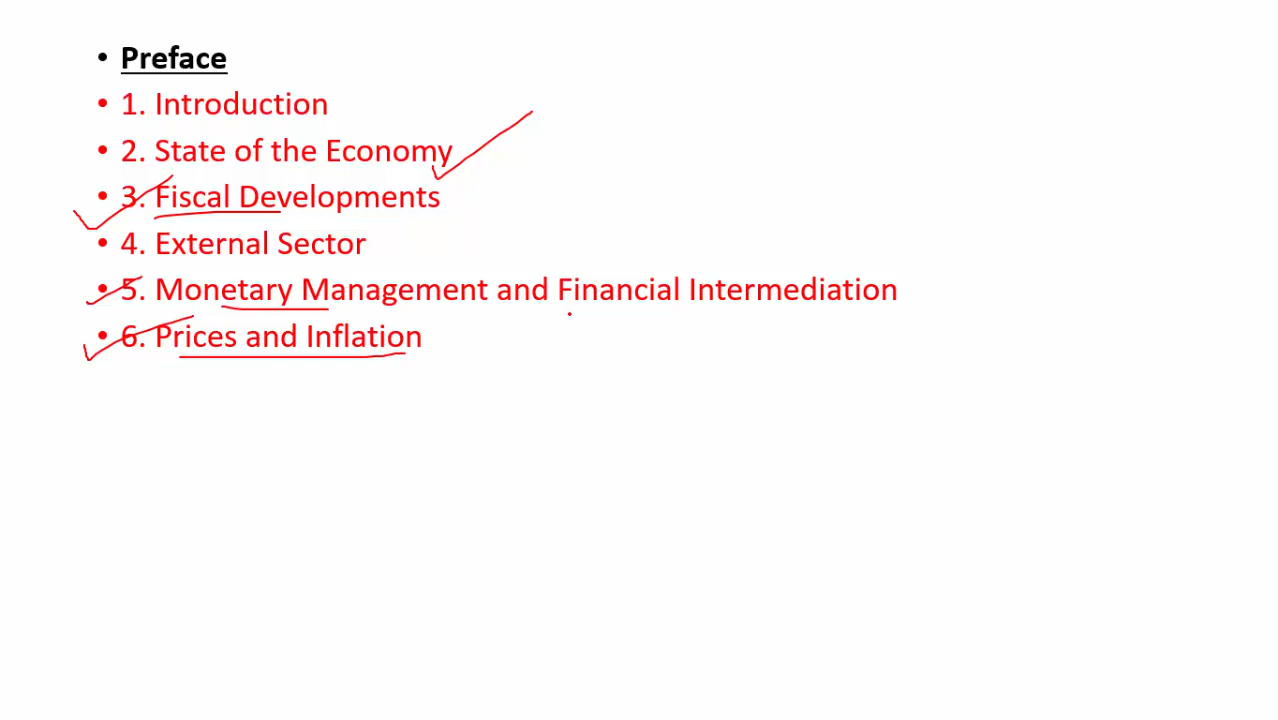 • Preface
• 1. Introduction
• 2. State of the Economy
• 3. Fiscal Developments
• 4. External Sector
• 5. Monetary Management and Financial Intermediation
• 6. Prices and Inflation